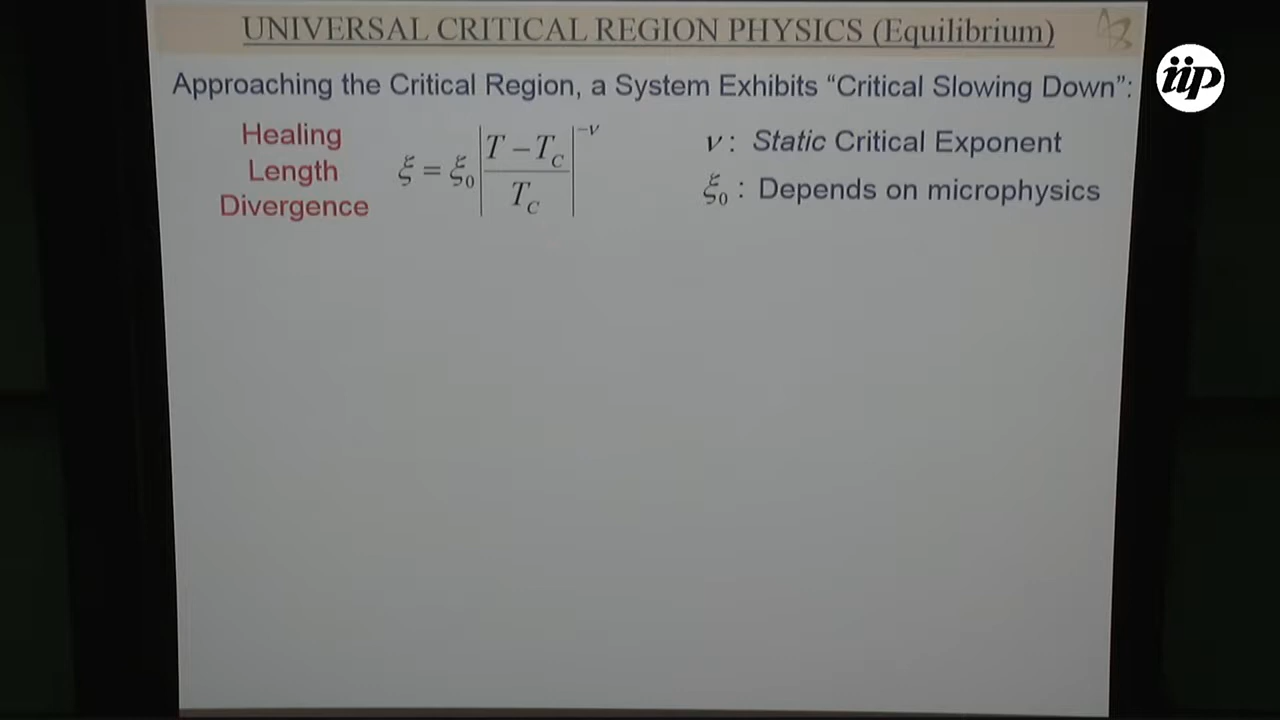 UNIVERSAL CRITICAL REGION PHYSICS (Equilibrium)
iip
Approaching the Critical Region, a System Exhibits “Critical Slowing Down”:
Healing
Length
Divergence
ξ = ξ₀ |(T − T_C) / T_C|^−ν
ν : Static Critical Exponent
ξ₀ : Depends on microphysics